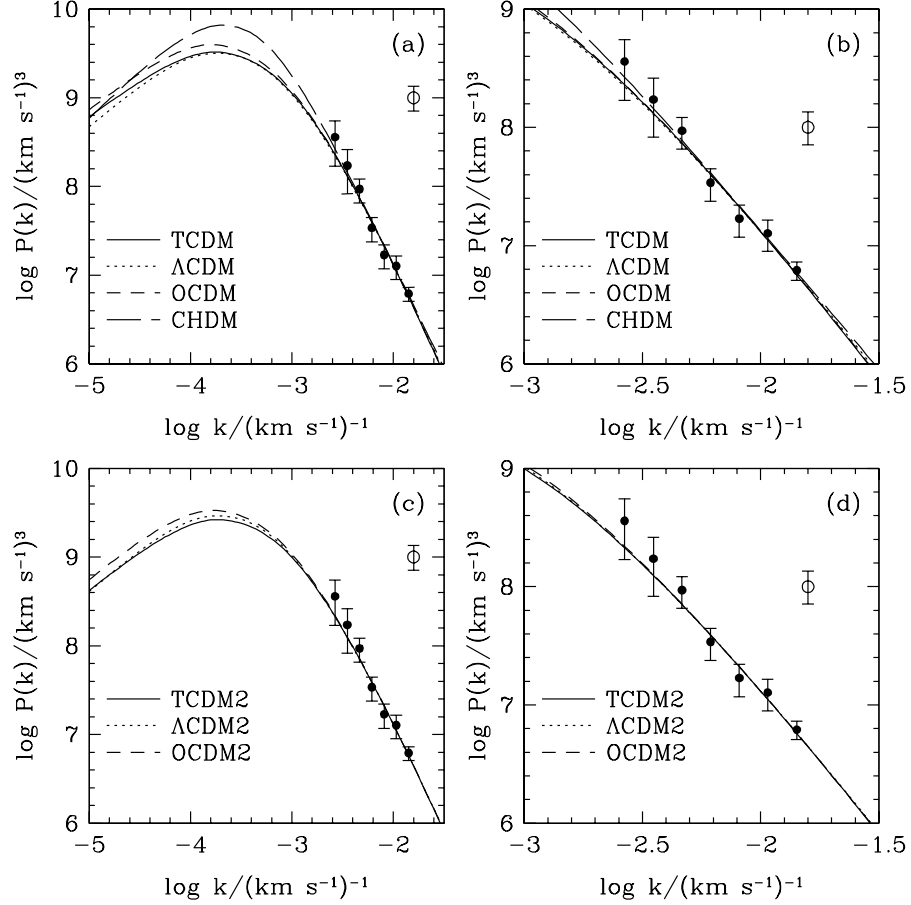 (a)
log P(k)/(km s⁻¹)³
10
9
8
7
6
TCDM
ΛCDM
OCDM
CHDM
−5
−4
−3
−2
log k/(km s⁻¹)⁻¹
(b)
log P(k)/(km s⁻¹)³
9
8
7
6
TCDM
ΛCDM
OCDM
CHDM
−3
−2.5
−2
−1.5
log k/(km s⁻¹)⁻¹
(c)
log P(k)/(km s⁻¹)³
10
9
8
7
6
TCDM2
ΛCDM2
OCDM2
−5
−4
−3
−2
log k/(km s⁻¹)⁻¹
(d)
log P(k)/(km s⁻¹)³
9
8
7
6
TCDM2
ΛCDM2
OCDM2
−3
−2.5
−2
−1.5
log k/(km s⁻¹)⁻¹